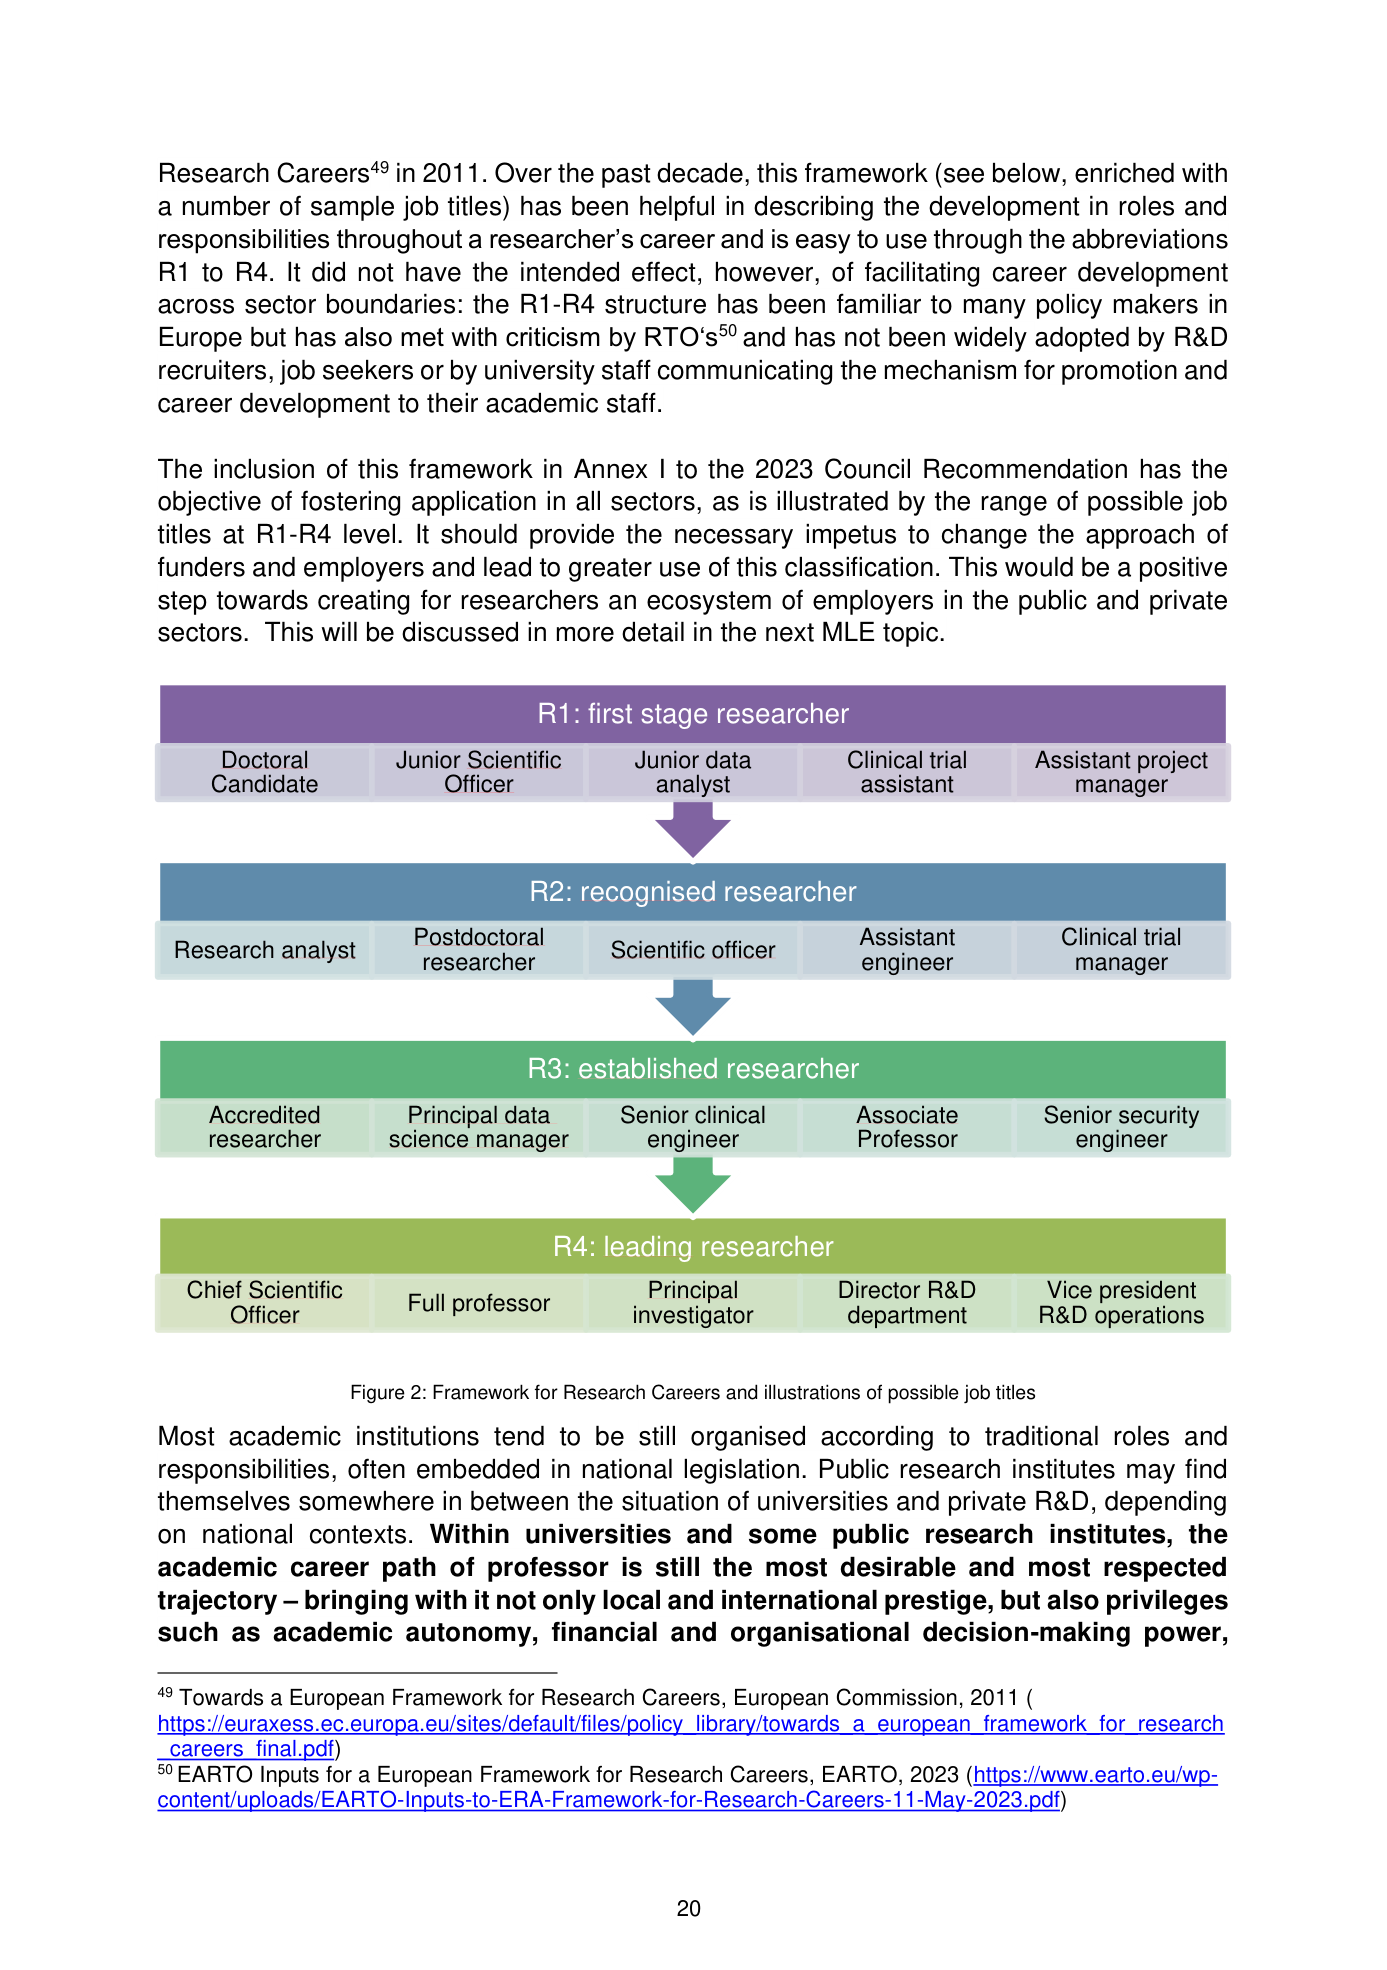 Research Careers49 in 2011. Over the past decade, this framework (see below, enriched with
a number of sample job titles) has been helpful in describing the development in roles and
responsibilities throughout a researcher’s career and is easy to use through the abbreviations
R1 to R4. It did not have the intended effect, however, of facilitating career development
across sector boundaries: the R1-R4 structure has been familiar to many policy makers in
Europe but has also met with criticism by RTO‘s50 and has not been widely adopted by R&D
recruiters, job seekers or by university staff communicating the mechanism for promotion and
career development to their academic staff.
The inclusion of this framework in Annex I to the 2023 Council Recommendation has the
objective of fostering application in all sectors, as is illustrated by the range of possible job
titles at R1-R4 level. It should provide the necessary impetus to change the approach of
funders and employers and lead to greater use of this classification. This would be a positive
step towards creating for researchers an ecosystem of employers in the public and private
sectors.  This will be discussed in more detail in the next MLE topic.
R1: first stage researcher
Doctoral
Candidate
Junior Scientific
Officer
Junior data
analyst
Clinical trial
assistant
Assistant project
manager
R2: recognised researcher
Research analyst
Postdoctoral
researcher
Scientific officer
Assistant
engineer
Clinical trial
manager
R3: established researcher
Accredited
researcher
Principal data
science manager
Senior clinical
engineer
Associate
Professor
Senior security
engineer
R4: leading researcher
Chief Scientific
Officer
Full professor
Principal
investigator
Director R&D
department
Vice president
R&D operations
Figure 2: Framework for Research Careers and illustrations of possible job titles
Most academic institutions tend to be still organised according to traditional roles and
responsibilities, often embedded in national legislation. Public research institutes may find
themselves somewhere in between the situation of universities and private R&D, depending
on national contexts. Within universities and some public research institutes, the
academic career path of professor is still the most desirable and most respected
trajectory – bringing with it not only local and international prestige, but also privileges
such as academic autonomy, financial and organisational decision-making power,
49 Towards a European Framework for Research Careers, European Commission, 2011 (
https://euraxess.ec.europa.eu/sites/default/files/policy_library/towards_a_european_framework_for_research
_careers_final.pdf)
50 EARTO Inputs for a European Framework for Research Careers, EARTO, 2023 (https://www.earto.eu/wp-
content/uploads/EARTO-Inputs-to-ERA-Framework-for-Research-Careers-11-May-2023.pdf)
20